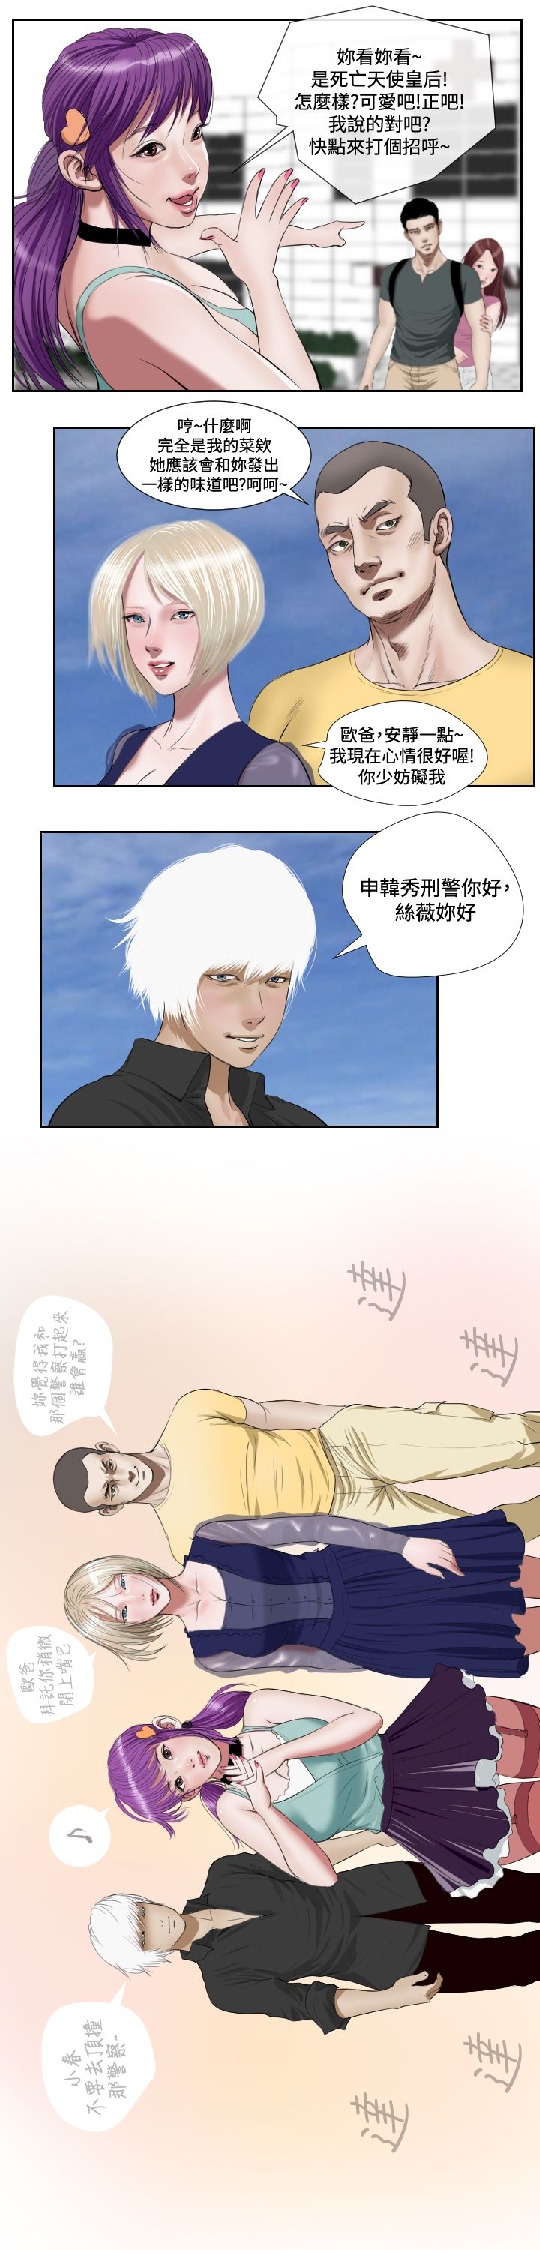 妳看妳看~
是死亡天使皇后!
怎麼樣?可愛吧!正吧!
我說的對吧?
快點來打個招呼~
哼~什麼啊
完全是我的菜欸
她應該會和妳發出
一樣的味道吧?呵呵~
歐爸,安靜一點~
我現在心情很好喔!
你少妨礙我
申韓秀刑警你好,
絲薇妳好
達
達
妳覺得我和
那個警察打起來
誰會贏?
歐爸
拜託你稍微
閉上嘴巴
♪
小春
不要去頂撞
那警察~
達
達